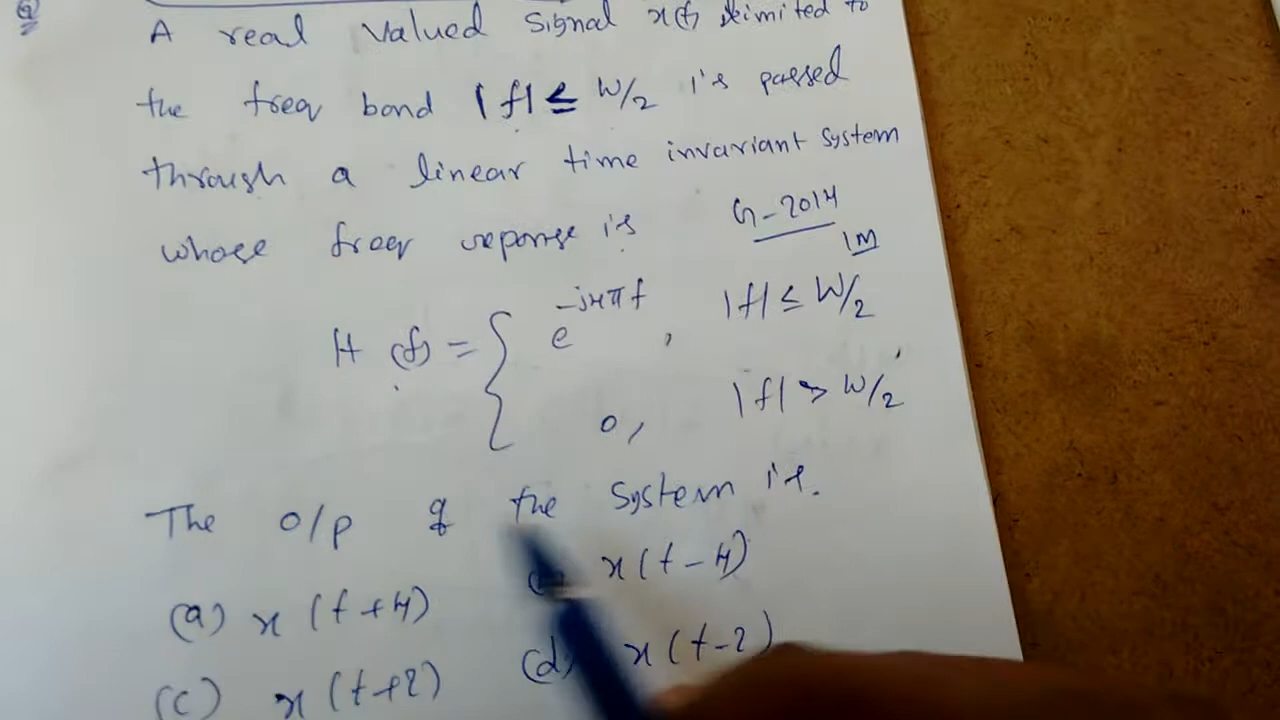 A real Valued Signal x(t) limited to
the freq band |f| ≤ W/2 is passed
through a linear time invariant system
whose freq reponse is
G-2014
1M
H(f) = { e^-j4πf , |f| ≤ W/2
0, |f| > W/2
The o/p of the System is.
(a) x(t+4) x(t-4)
(c) x(t+2) (d) x(t-2)